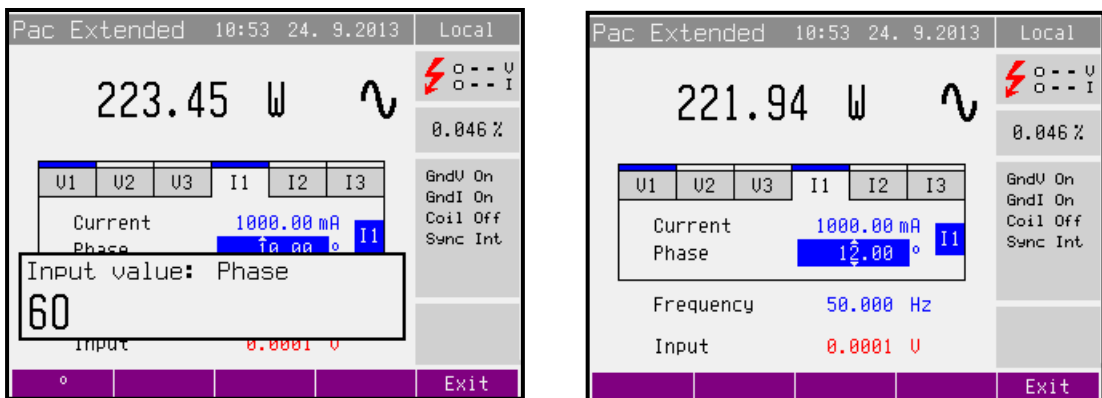 Pac Extended 10:53 24. 9.2013 Local
223.45 W
o-- V
o-- I
0.046 %
V1 V2 V3 I1 I2 I3
Current 1000.00 mA
Phase 10.00 ° I1
GndV On
GndI On
Coil Off
Sync Int
Input value: Phase
60
Input 0.0001 V
° Exit
Pac Extended 10:53 24. 9.2013 Local
221.94 W
o-- V
o-- I
0.046 %
V1 V2 V3 I1 I2 I3
Current 1000.00 mA
Phase 12.00 ° I1
GndV On
GndI On
Coil Off
Sync Int
Frequency 50.000 Hz
Input 0.0001 V
Exit